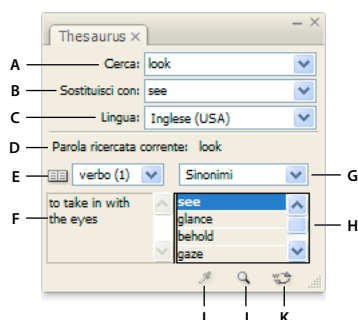 Thesaurus ×
A Cerca: look
B Sostituisci con: see
C Lingua: Inglese (USA)
D Parola ricercata corrente: look
E verbo (1) Sinonimi G
F to take in with the eyes
see
glance
behold
gaze
H
I J K